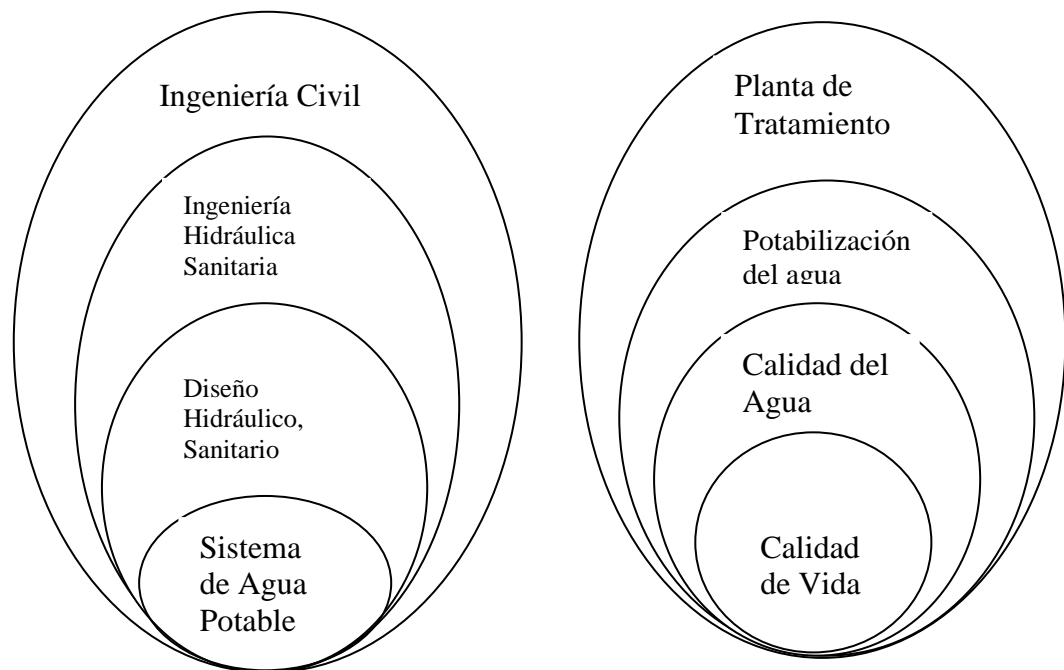 Ingeniería Civil
Ingeniería
Hidráulica
Sanitaria
Diseño
Hidráulico,
Sanitario
Sistema
de Agua
Potable
Planta de
Tratamiento
Potabilización
del agua
Calidad del
Agua
Calidad
de Vida